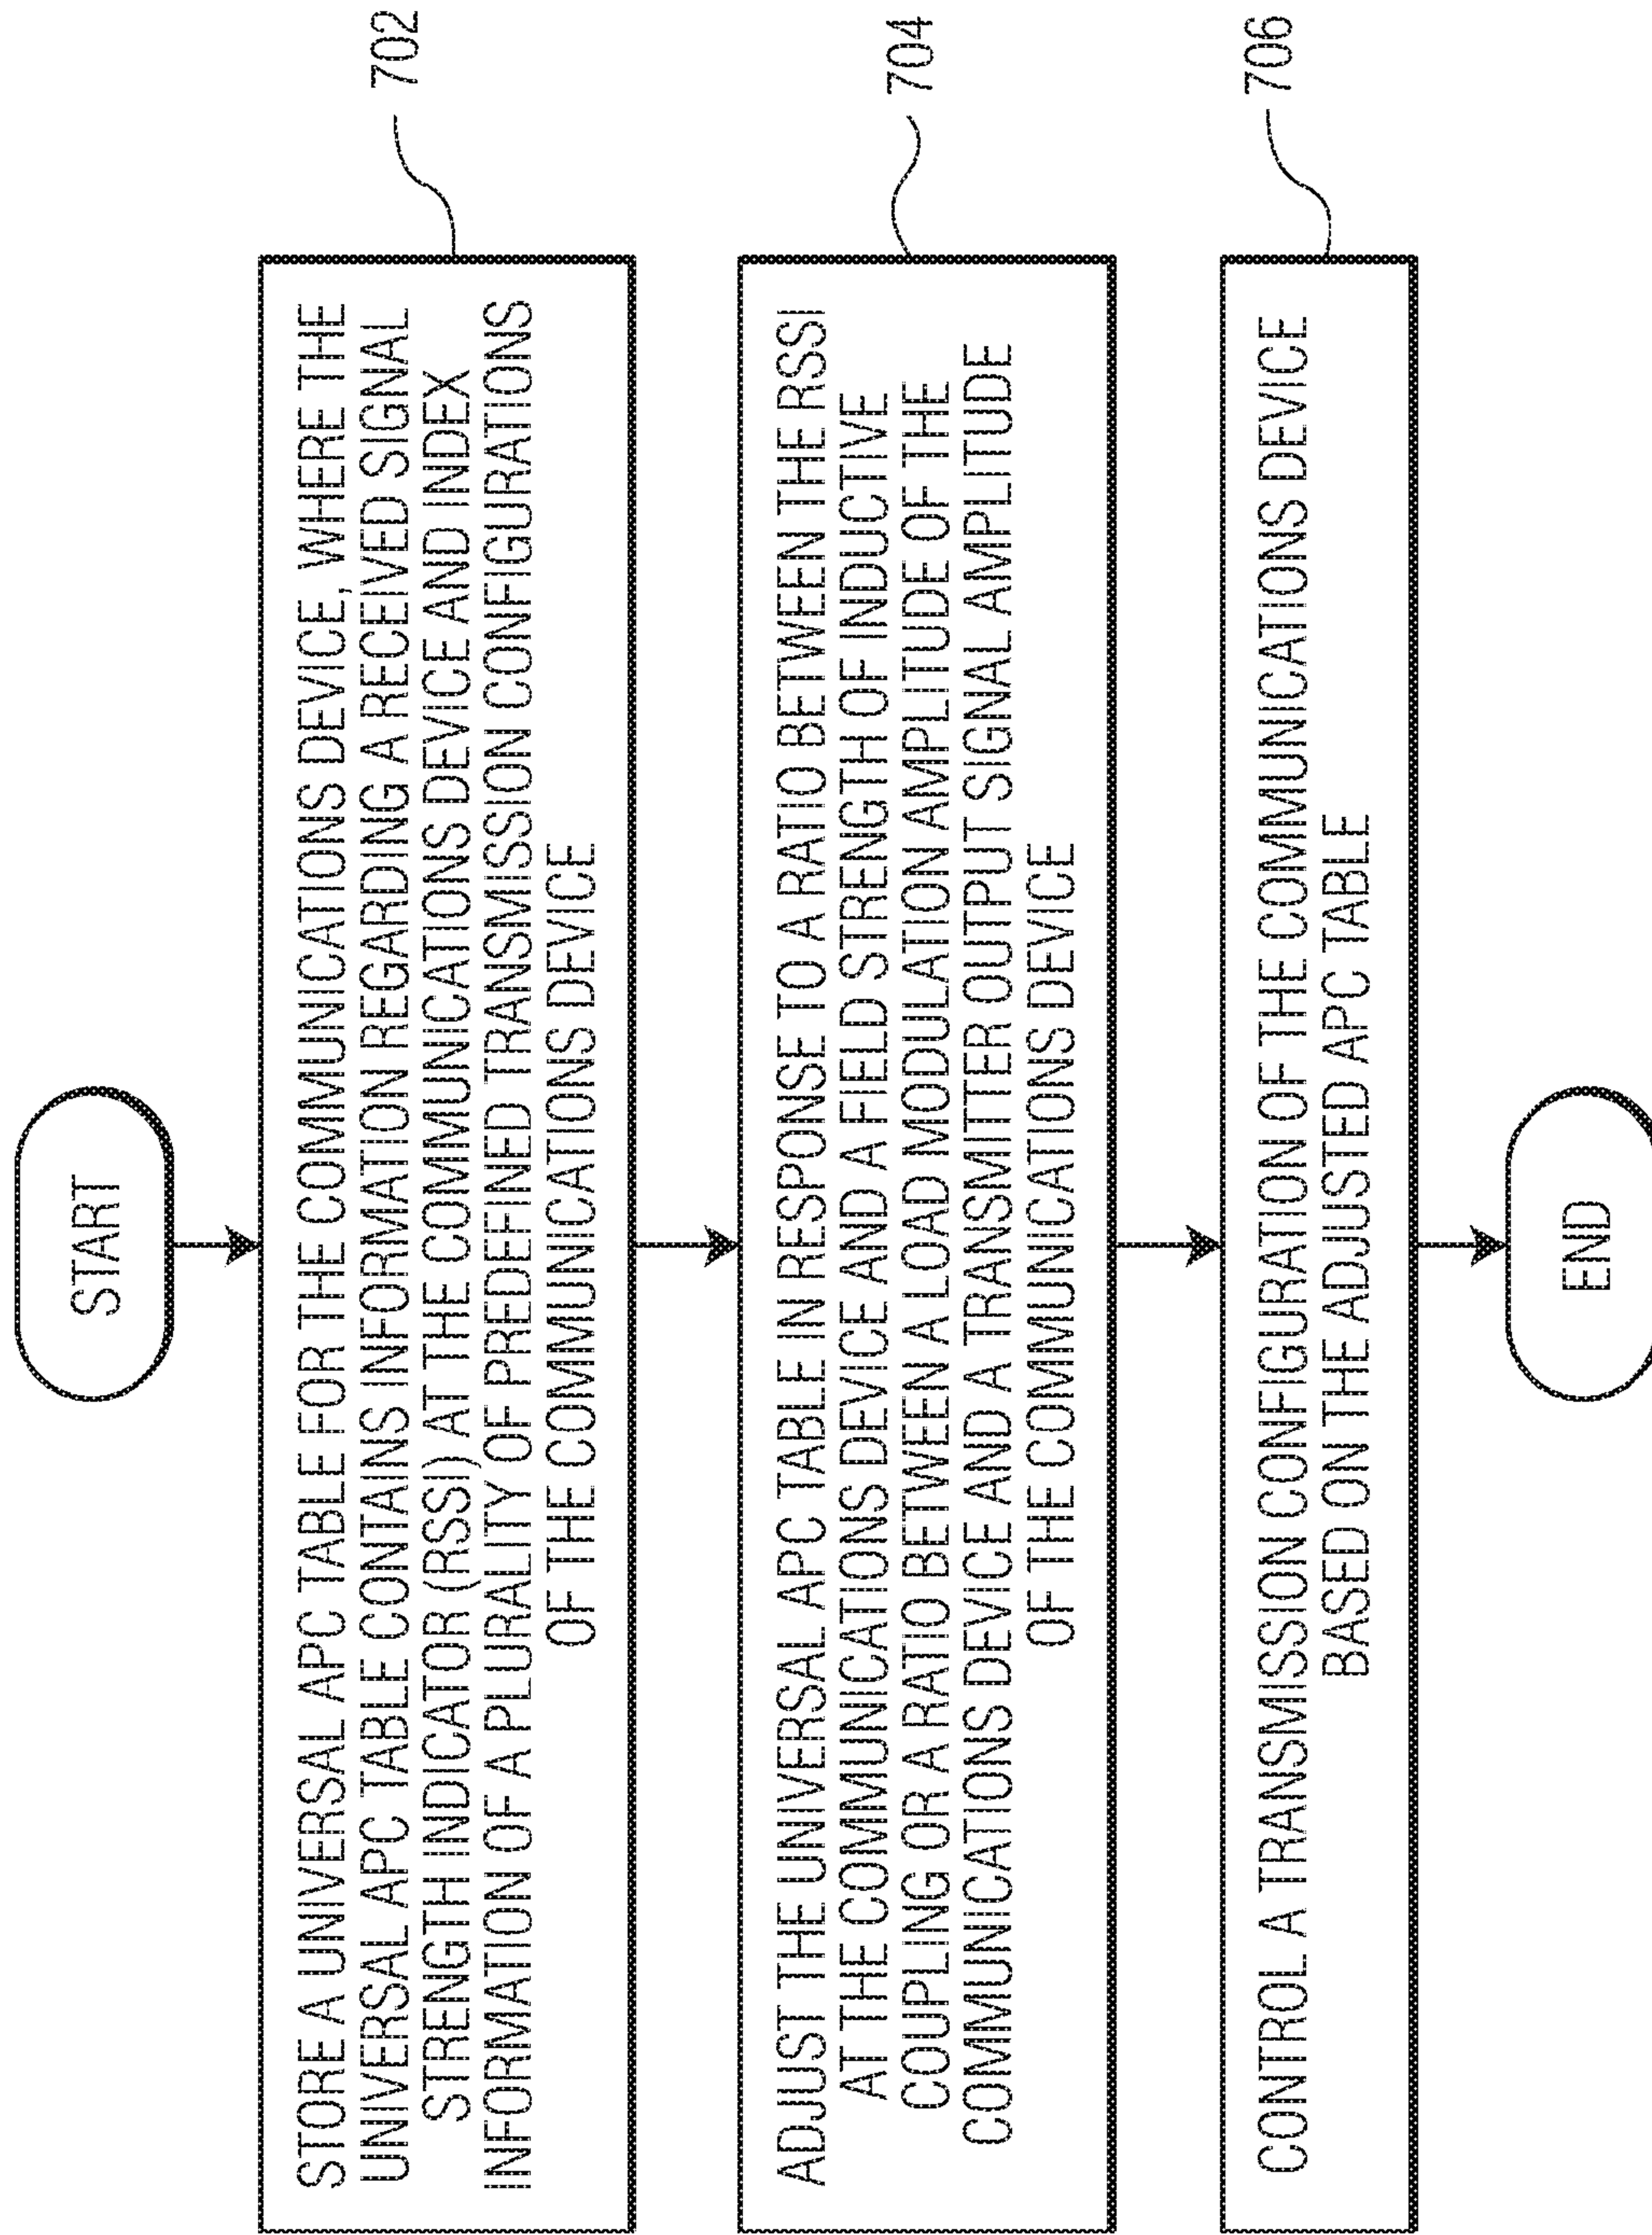 START
STORE A UNIVERSAL APC TABLE FOR THE COMMUNICATIONS DEVICE, WHERE THE
UNIVERSAL APC TABLE CONTAINS INFORMATION REGARDING A RECEIVED SIGNAL
STRENGTH INDICATOR (RSSI) AT THE COMMUNICATIONS DEVICE AND INDEX
INFORMATION OF A PLURALITY OF PREDEFINED TRANSMISSION CONFIGURATIONS
OF THE COMMUNICATIONS DEVICE
702
ADJUST THE UNIVERSAL APC TABLE IN RESPONSE TO A RATIO BETWEEN THE RSSI
AT THE COMMUNICATIONS DEVICE AND A FIELD STRENGTH OF INDUCTIVE
COUPLING OR A RATIO BETWEEN A LOAD MODULATION AMPLITUDE OF THE
COMMUNICATIONS DEVICE AND A TRANSMITTER OUTPUT SIGNAL AMPLITUDE
OF THE COMMUNICATIONS DEVICE
704
CONTROL A TRANSMISSION CONFIGURATION OF THE COMMUNICATIONS DEVICE
BASED ON THE ADJUSTED APC TABLE
706
END